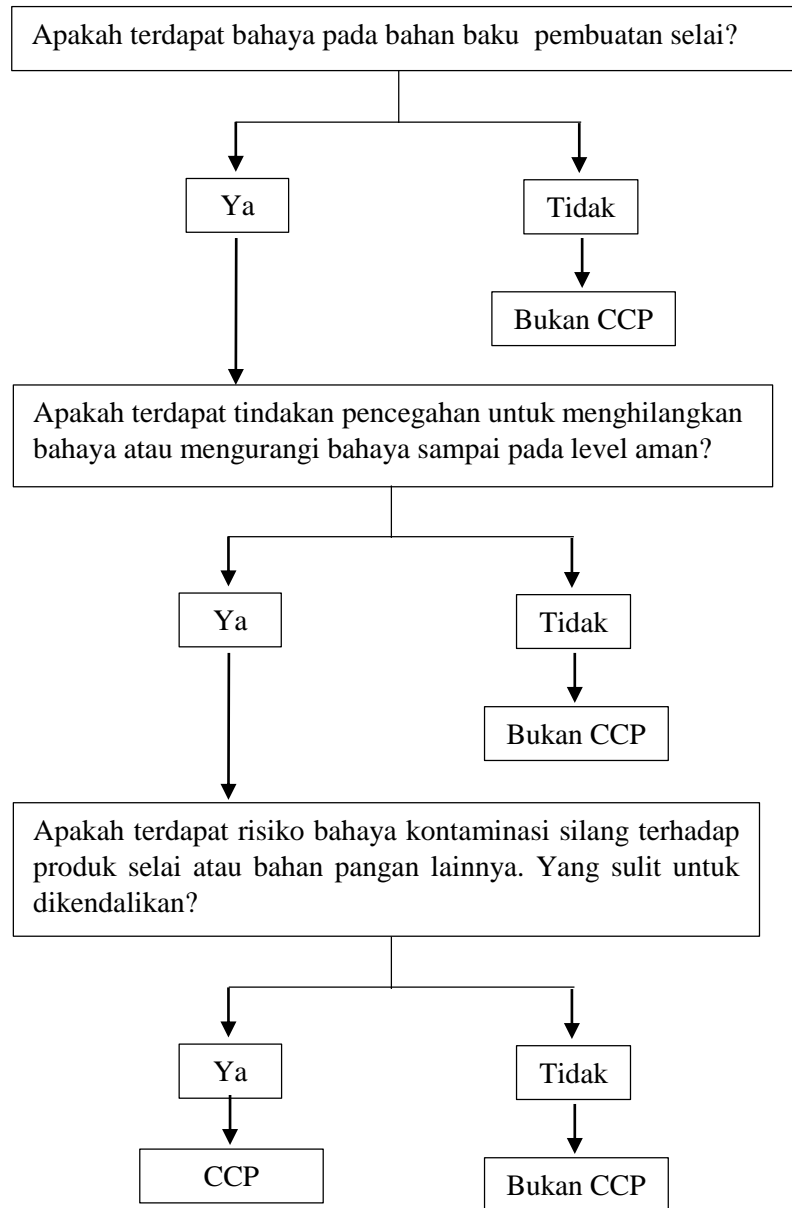 Apakah terdapat bahaya pada bahan baku  pembuatan selai?
Ya
Tidak
Bukan CCP
Apakah terdapat tindakan pencegahan untuk menghilangkan
bahaya atau mengurangi bahaya sampai pada level aman?
Ya
Tidak
Bukan CCP
Apakah terdapat risiko bahaya kontaminasi silang terhadap
produk selai atau bahan pangan lainnya. Yang sulit untuk
dikendalikan?
Ya
Tidak
CCP
Bukan CCP